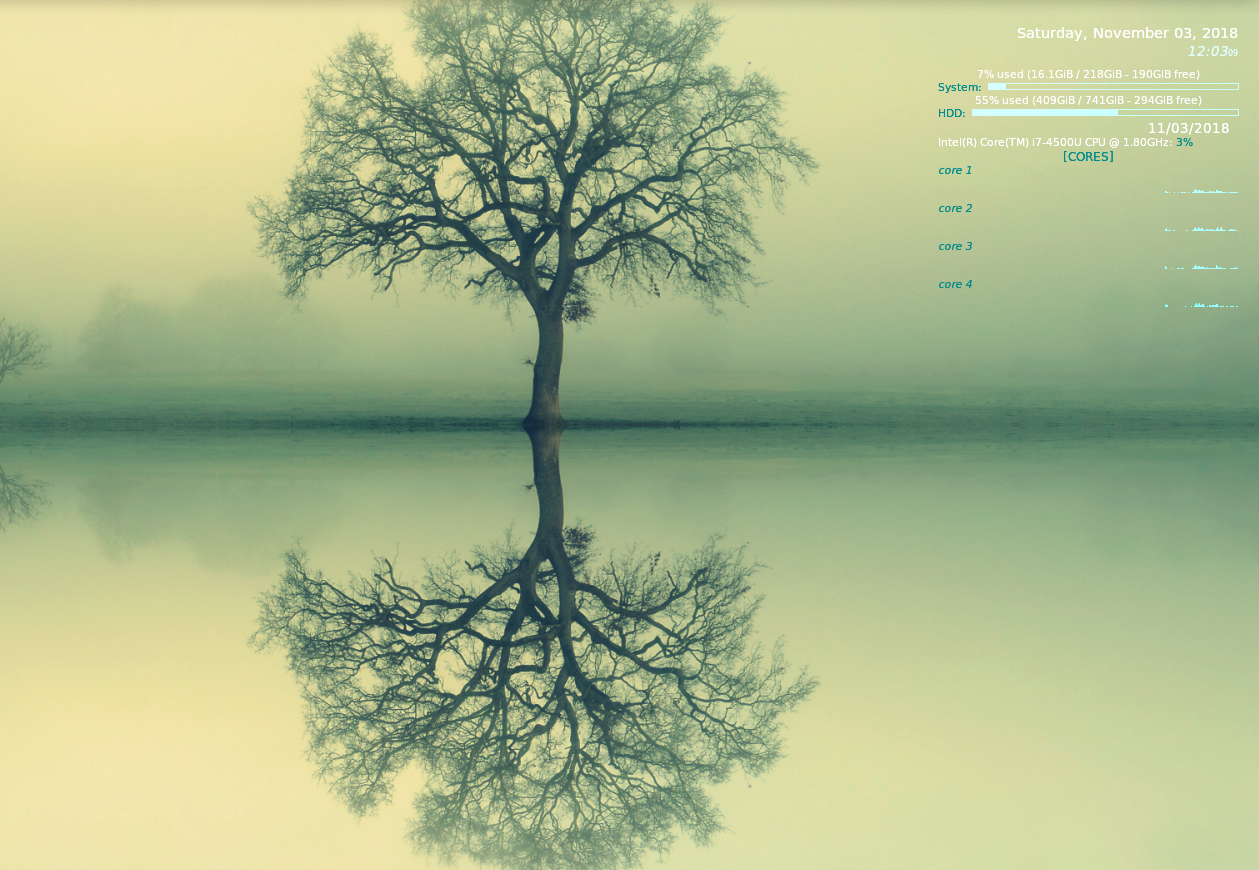 Saturday, November 03, 2018
12:0309
7% used (16.1GiB / 218GiB - 190GiB free)
System:
55% used (409GiB / 741GiB - 294GiB free)
HDD:
11/03/2018
Intel(R) Core(TM) i7-4500U CPU @ 1.80GHz: 3%
[CORES]
core 1
core 2
core 3
core 4